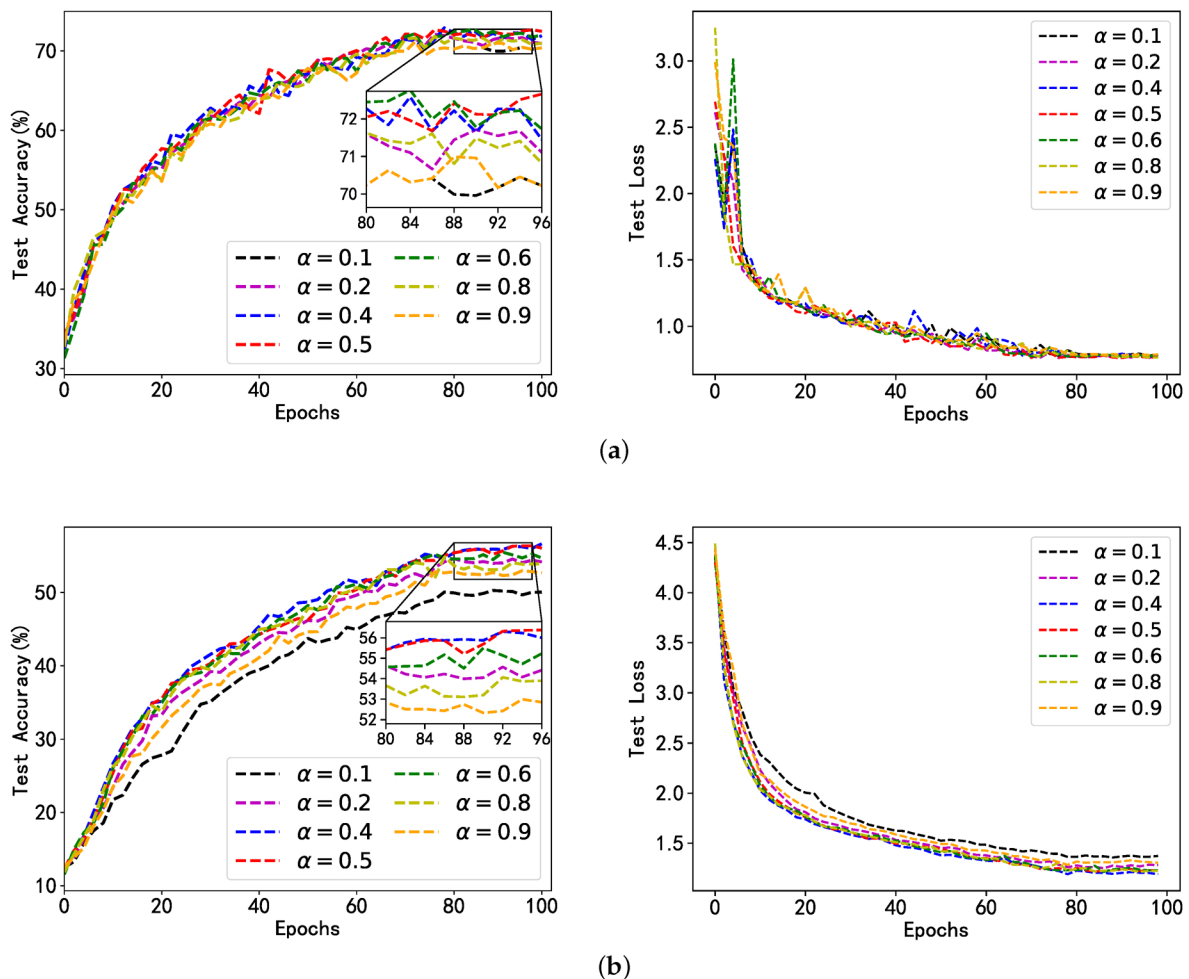 70
60
50
40
30
Test Accuracy(%)
72
71
70
80 84 88 92 96
α = 0.1 α = 0.6
α = 0.2 α = 0.8
α = 0.4 α = 0.9
α = 0.5
0 20 40 60 80 100
Epochs
3.0
2.5
2.0
1.5
1.0
Test Loss
α = 0.1
α = 0.2
α = 0.4
α = 0.5
α = 0.6
α = 0.8
α = 0.9
0 20 40 60 80 100
Epochs
(a)
50
40
30
20
10
Test Accuracy(%)
56
55
54
53
52
80 84 88 92 96
α = 0.1 α = 0.6
α = 0.2 α = 0.8
α = 0.4 α = 0.9
α = 0.5
0 20 40 60 80 100
Epochs
4.5
4.0
3.5
3.0
2.5
2.0
1.5
Test Loss
α = 0.1
α = 0.2
α = 0.4
α = 0.5
α = 0.6
α = 0.8
α = 0.9
0 20 40 60 80 100
Epochs
(b)